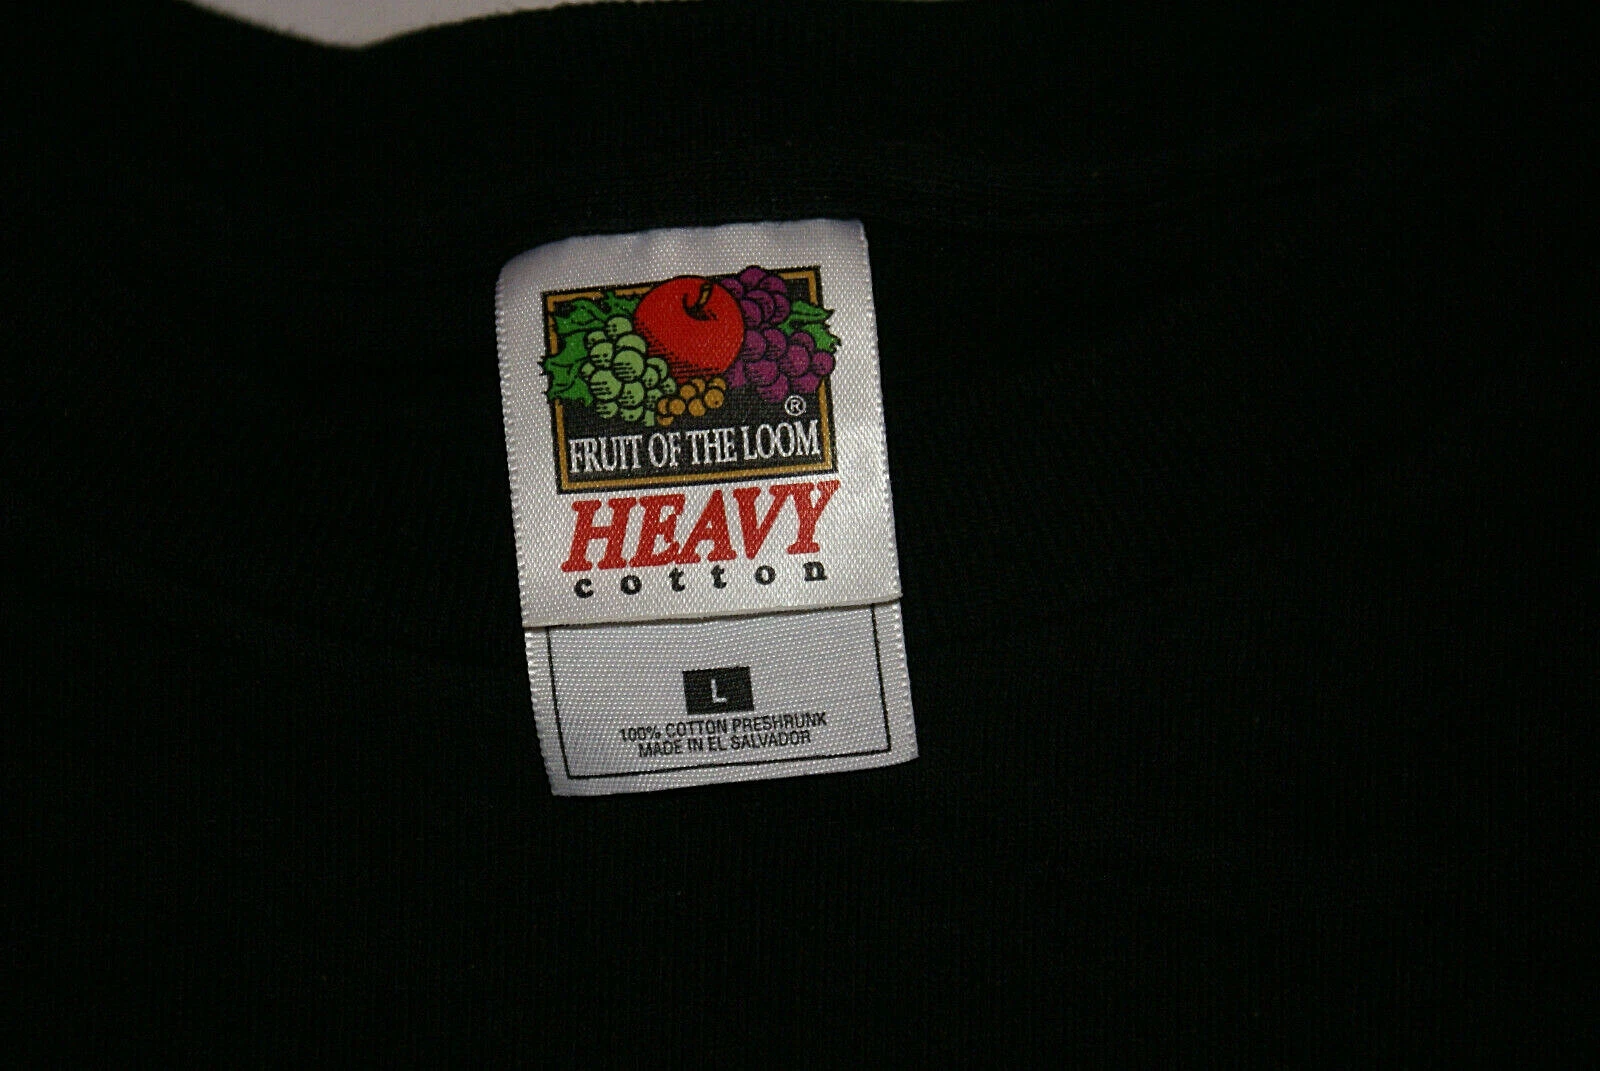 ®
FRUIT OF THE LOOM
HEAVY
cotton
L
100% COTTON PRESHRUNK
MADE IN EL SALVADOR